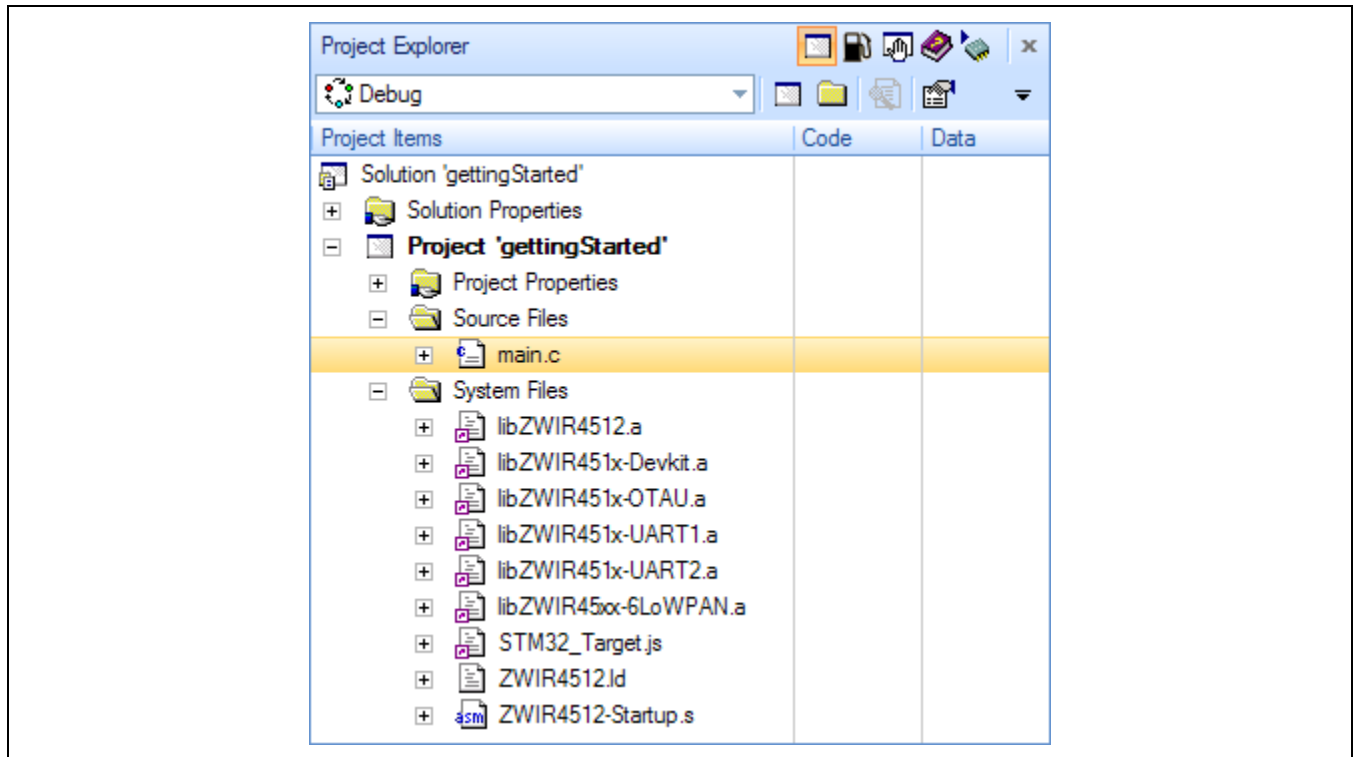 Project Explorer
Debug
Project Items Code Data
Solution 'gettingStarted'
Solution Properties
Project 'gettingStarted'
Project Properties
Source Files
main.c
System Files
libZWIR4512.a
libZWIR451x-Devkit.a
libZWIR451x-OTAU.a
libZWIR451x-UART1.a
libZWIR451x-UART2.a
libZWIR45xx-6LoWPAN.a
STM32_Target.js
ZWIR4512.ld
asm ZWIR4512-Startup.s